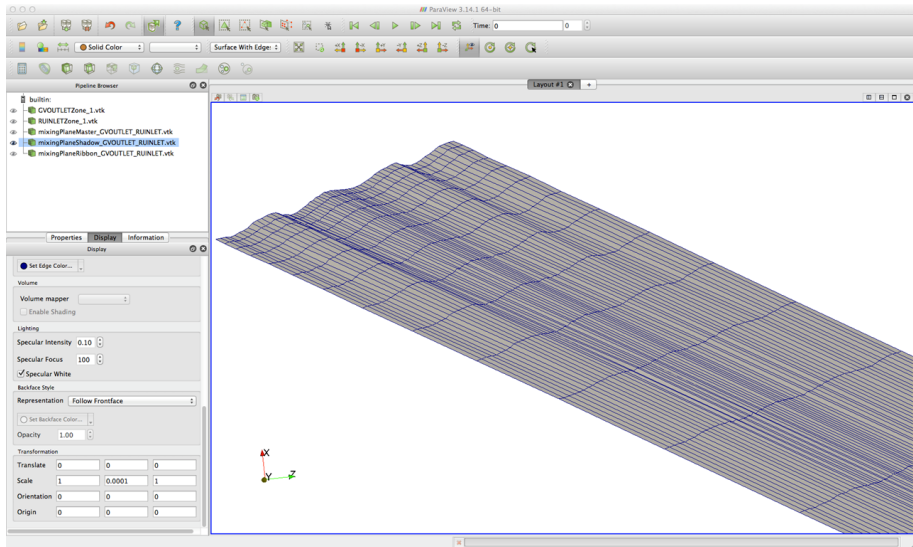 ParaView 3.14.1 64-bit
Time: 0 0
Solid Color
Surface With Edges
Pipeline Browser
Layout #1
builtin:
GVOUTLETZone_1.vtk
RUINLETZone_1.vtk
mixingPlaneMaster_GVOUTLET_RUINLET.vtk
mixingPlaneShadow_GVOUTLET_RUINLET.vtk
mixingPlaneRibbon_GVOUTLET_RUINLET.vtk
Properties Display Information
Display
Set Edge Color...
Volume
Volume mapper
Enable Shading
Lighting
Specular Intensity 0.10
Specular Focus 100
Specular White
Backface Style
Representation Follow Frontface
Set Backface Color...
Opacity 1.00
Transformation
Translate 0 0 0
Scale 1 0.0001 1
Orientation 0 0 0
Origin 0 0 0
X
Y Z